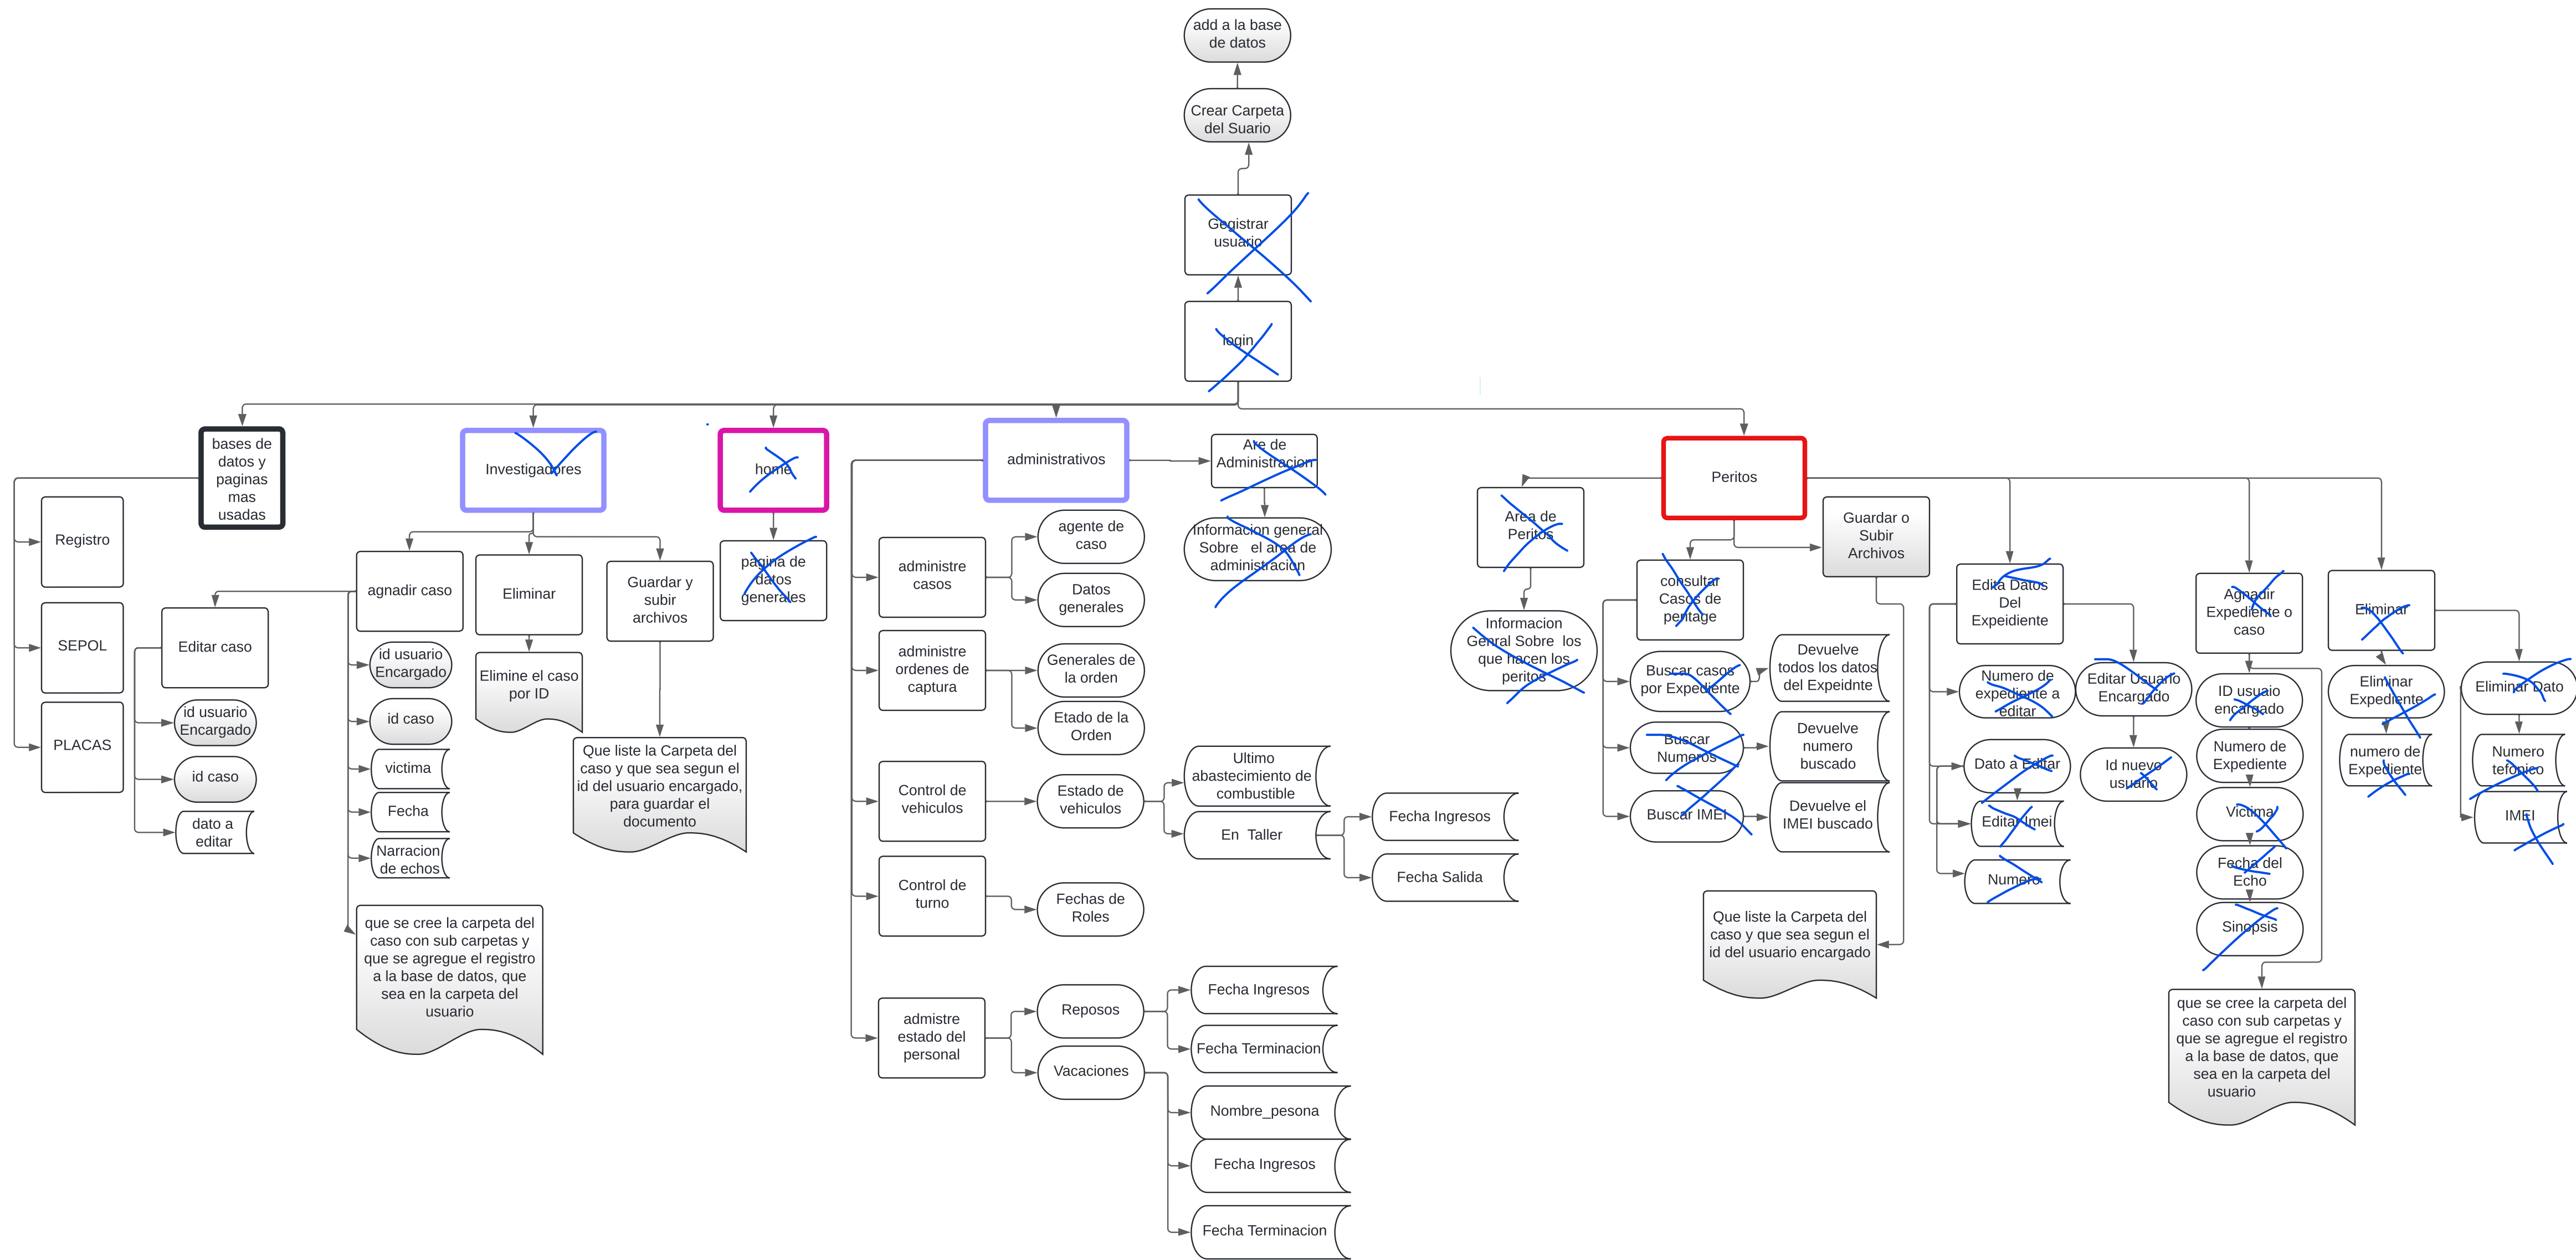 add a la base
de datos
Crear Carpeta
del Suario
Gegistrar
usuario
login
bases de
datos y
paginas
mas
usadas
Registro
SEPOL
PLACAS
Investigadores
agnadir caso
Editar caso
id usuario
Encargado
id caso
dato a
editar
id usuario
Encargado
id caso
victima
Fecha
Narracion
de echos
que se cree la carpeta del
caso con sub carpetas y
que se agregue el registro
a la base de datos, que
sea en la carpeta del
usuario
Eliminar
Elimine el caso
por ID
Guardar y
subir
archivos
Que liste la Carpeta del
caso y que sea segun el
id del usuario encargado,
para guardar el
documento
home
pagina de
datos
generales
administrativos
Are de
Administracion
Informacion general
Sobre el area de
administracion
administre
casos
agente de
caso
Datos
generales
administre
ordenes de
captura
Generales de
la orden
Etado de la
Orden
Control de
vehiculos
Estado de
vehiculos
Ultimo
abastecimiento de
combustible
En Taller
Fecha Ingresos
Fecha Salida
Control de
turno
Fechas de
Roles
admistre
estado del
personal
Reposos
Fecha Ingresos
Fecha Terminacion
Vacaciones
Nombre_pesona
Fecha Ingresos
Fecha Terminacion
Peritos
Area de
Peritos
Informacion
Genral Sobre los
que hacen los
peritos
consultar
Casos de
peritage
Buscar casos
por Expediente
Devuelve
todos los datos
del Expeidnte
Buscar
Numeros
Devuelve
numero
buscado
Buscar IMEI
Devuelve el
IMEI buscado
Guardar o
Subir
Archivos
Que liste la Carpeta del
caso y que sea segun el
id del usuario encargado
Edita Datos
Del
Expeidiente
Numero de
expediente a
editar
Dato a Editar
Editar Imei
Numero
Editar Usuario
Encargado
Id nuevo
usuario
Agnadir
Expediente o
caso
ID usuaio
encargado
Numero de
Expediente
Victima
Fecha del
Echo
Sinopsis
que se cree la carpeta del
caso con sub carpetas y
que se agregue el registro
a la base de datos, que
sea en la carpeta del
usuario
Eliminar
Eliminar
Expediente
numero de
Expediente
Eliminar Dato
Numero
tefonico
IMEI